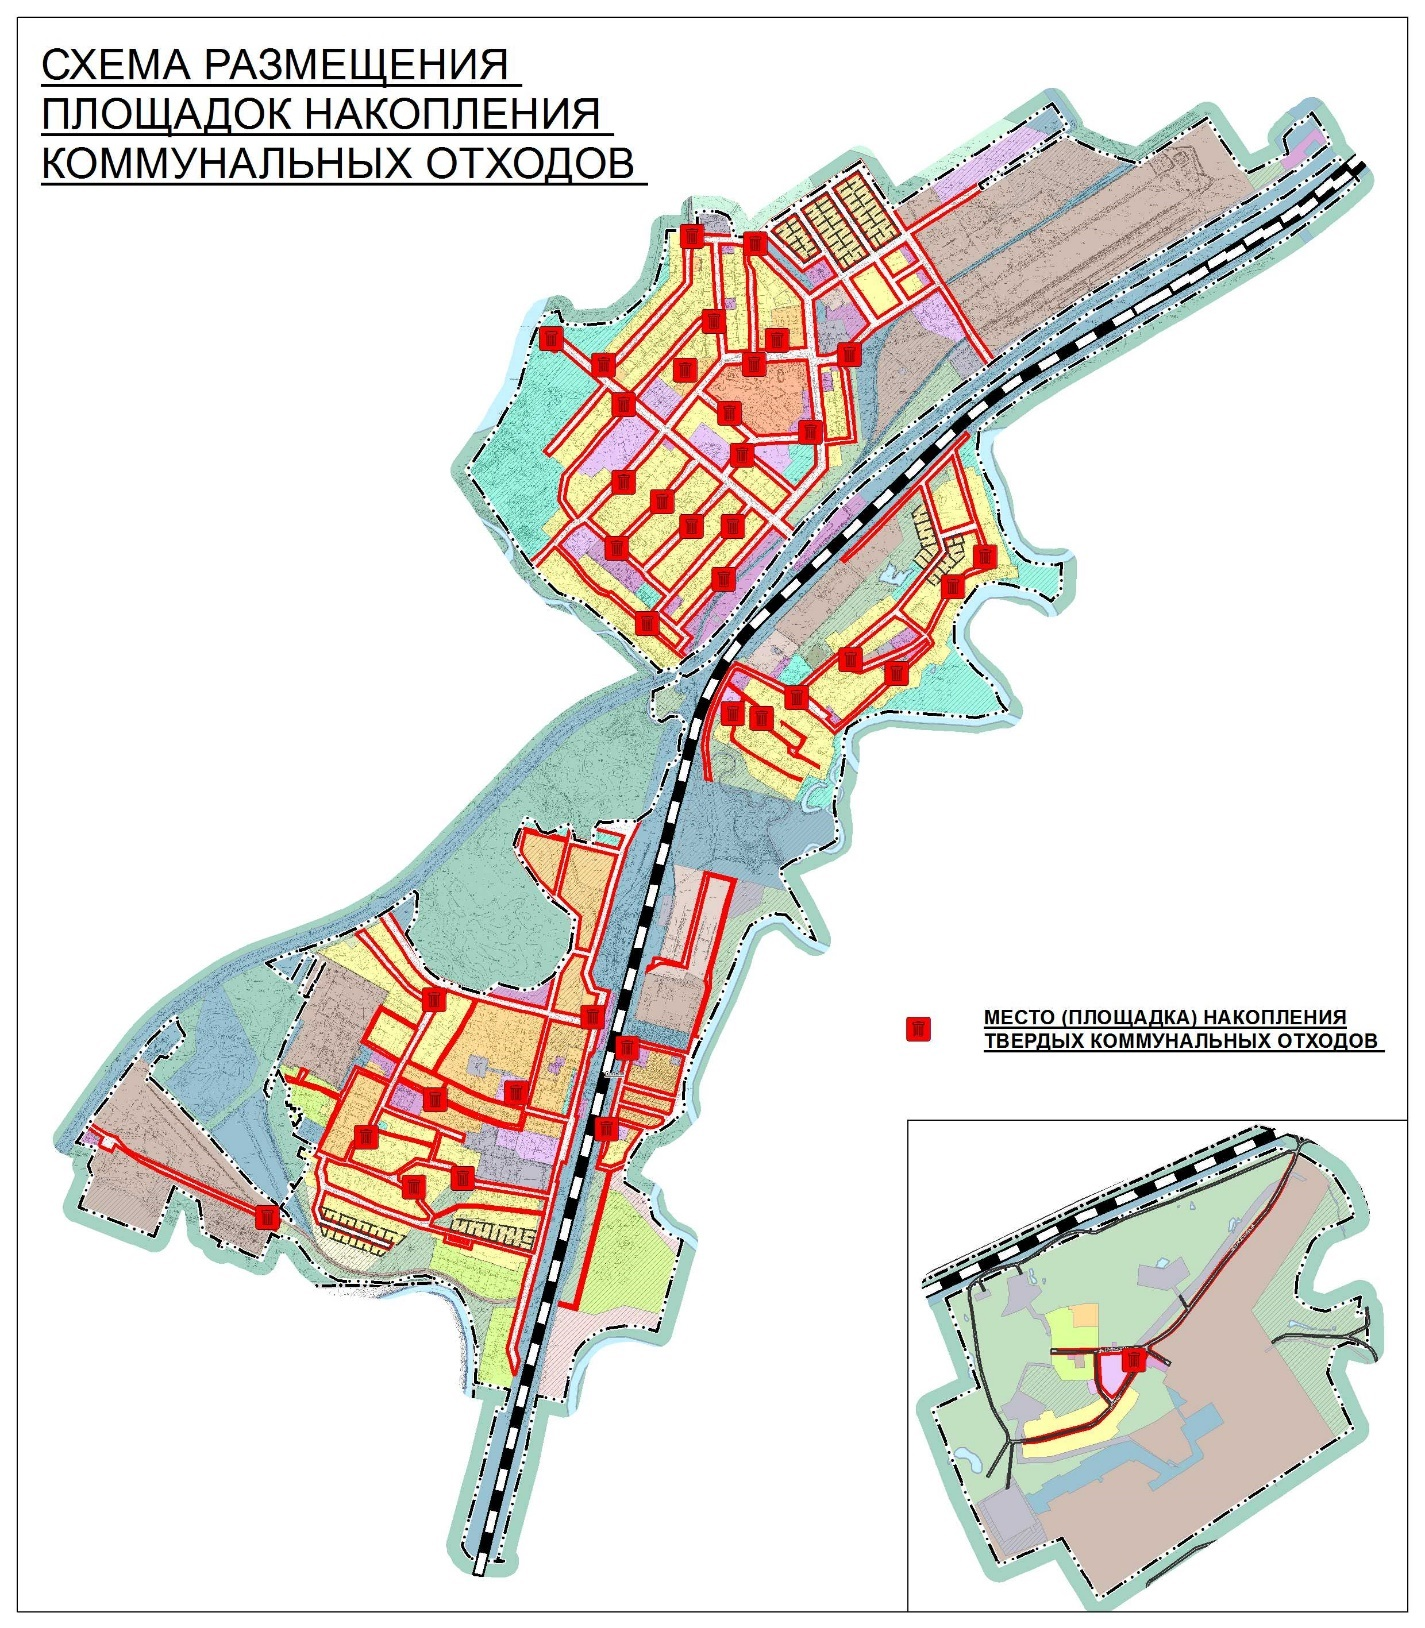 СХЕМА РАЗМЕЩЕНИЯ
ПЛОЩАДОК НАКОПЛЕНИЯ
КОММУНАЛЬНЫХ ОТХОДОВ
МЕСТО (ПЛОЩАДКА) НАКОПЛЕНИЯ
ТВЕРДЫХ КОММУНАЛЬНЫХ ОТХОДОВ